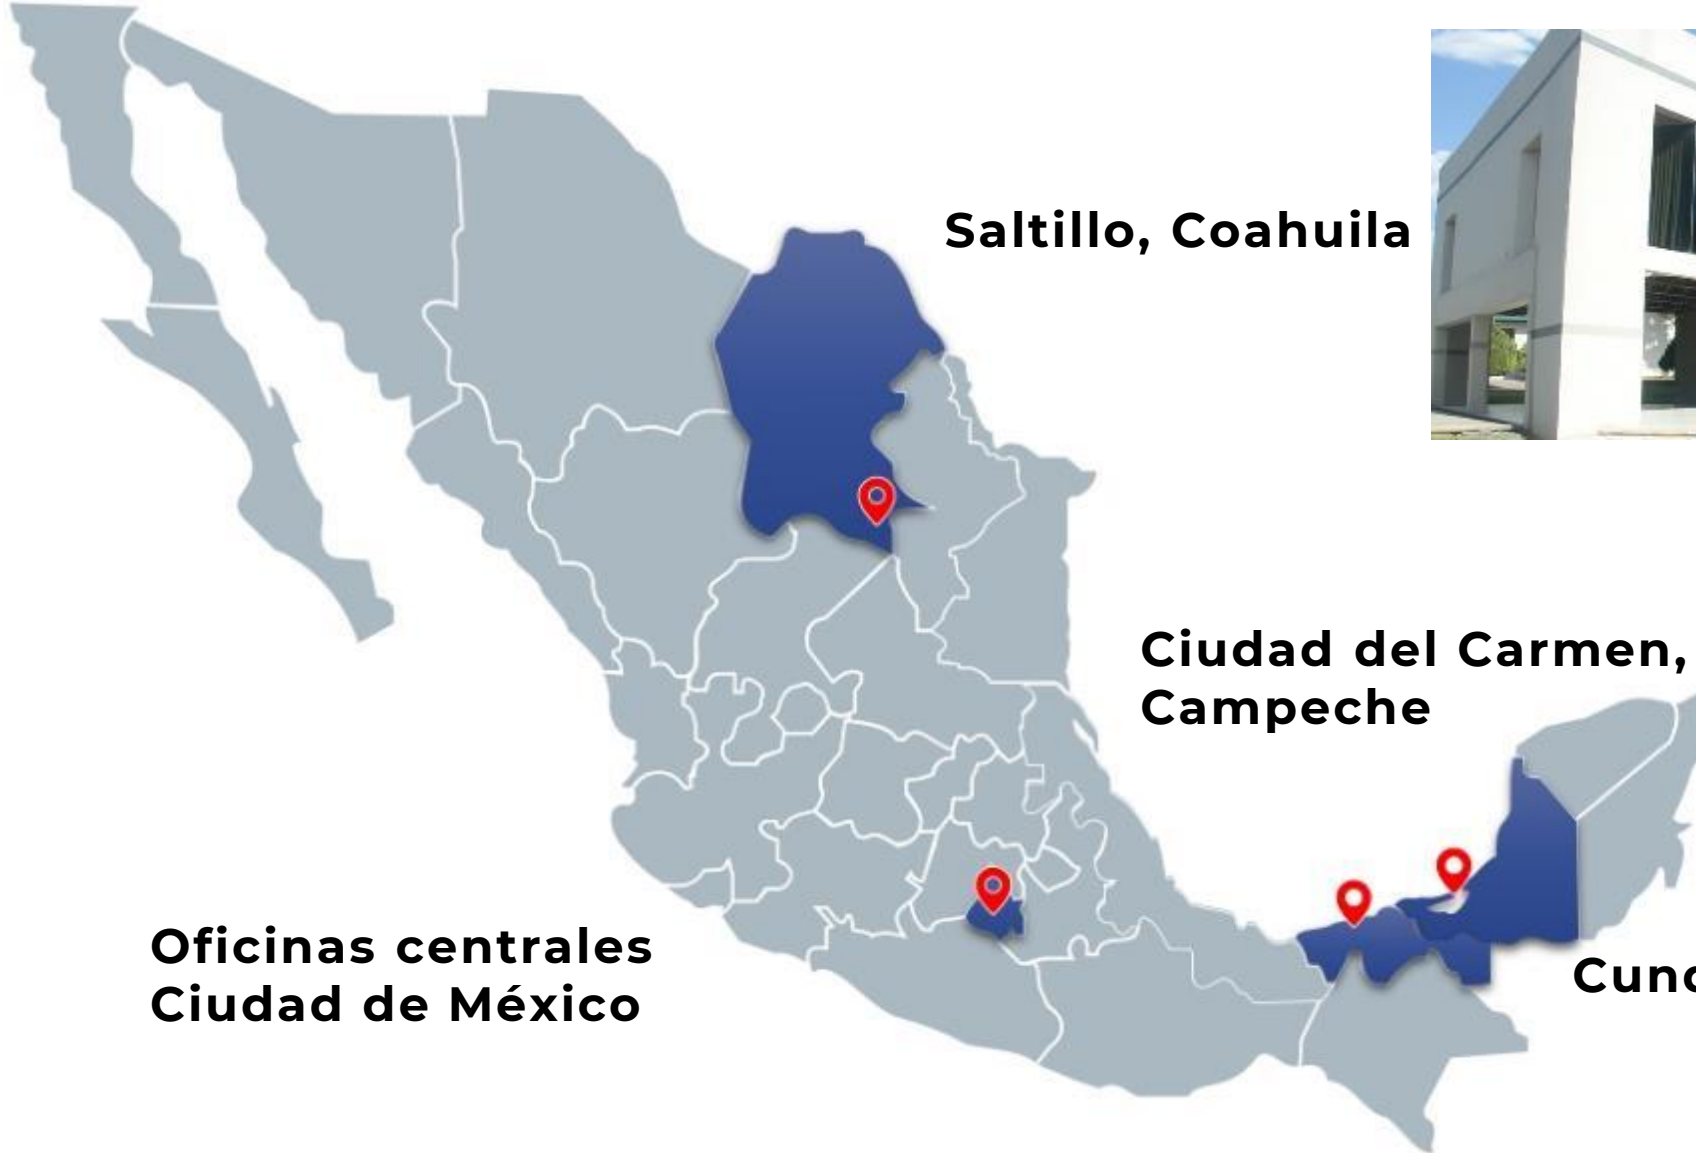 Saltillo, Coahuila
Ciudad del Carmen,
Campeche
Oficinas centrales
Ciudad de México